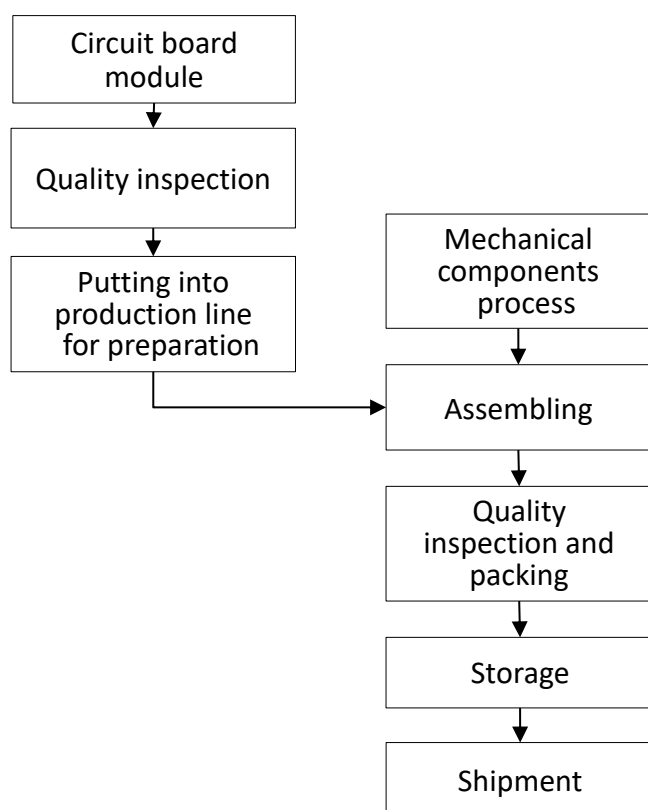 Circuit board
module
Quality inspection
Putting into
production line
for preparation
Mechanical
components
process
Assembling
Quality
inspection and
packing
Storage
Shipment